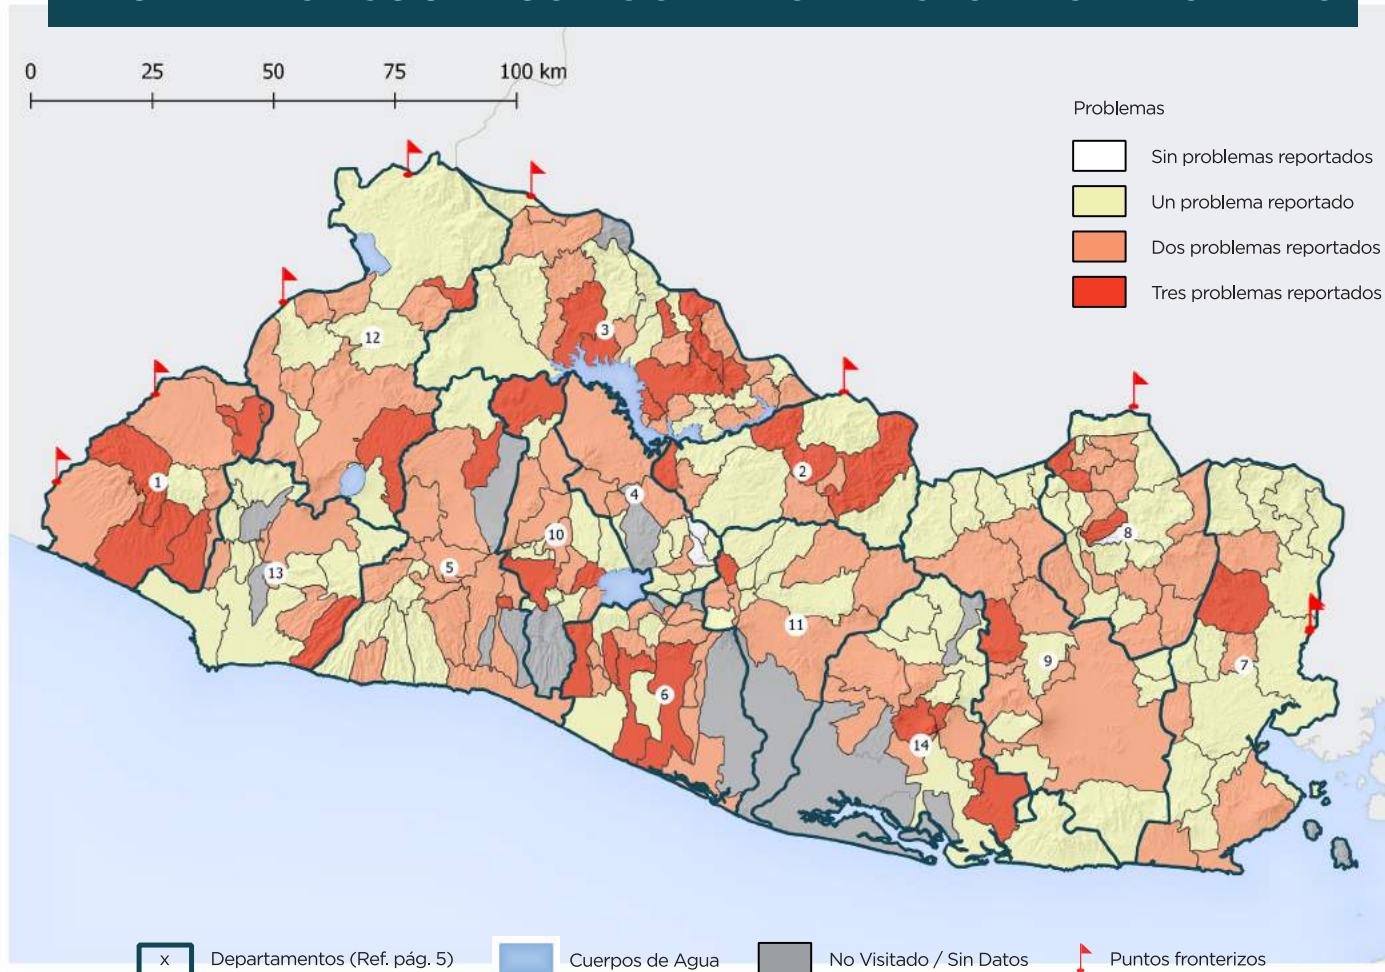 0 25 50 75 100 km
Problemas
Sin problemas reportados
Un problema reportado
Dos problemas reportados
Tres problemas reportados
3
12
1
2
4
10
8
5
13
11
9
7
6
14
x Departamentos (Ref. pág. 5) Cuerpos de Agua No Visitado / Sin Datos Puntos fronterizos